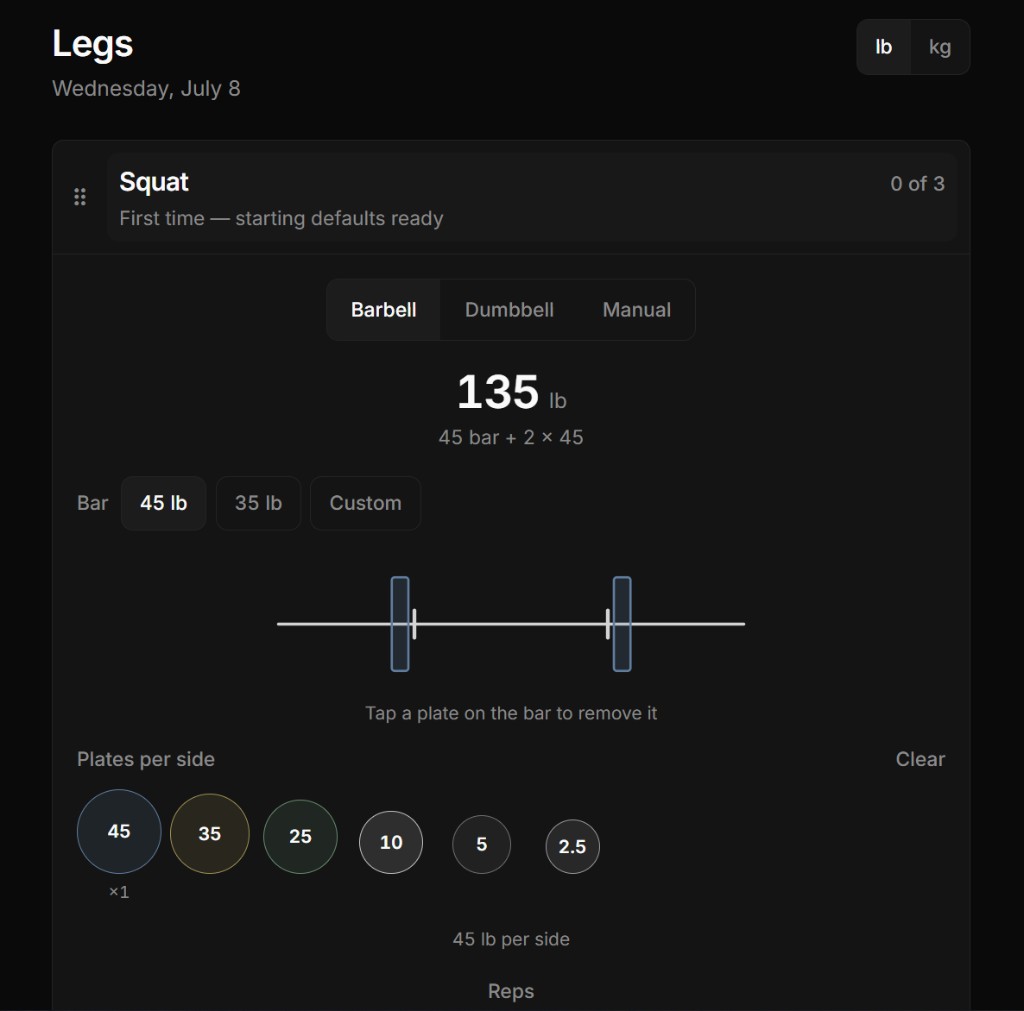 Legs
lb kg
Wednesday, July 8
Squat
0 of 3
First time — starting defaults ready
Barbell Dumbbell Manual
135 lb
45 bar + 2 × 45
Bar 45 lb 35 lb Custom
Tap a plate on the bar to remove it
Plates per side
Clear
45 35 25 10 5 2.5
×1
45 lb per side
Reps